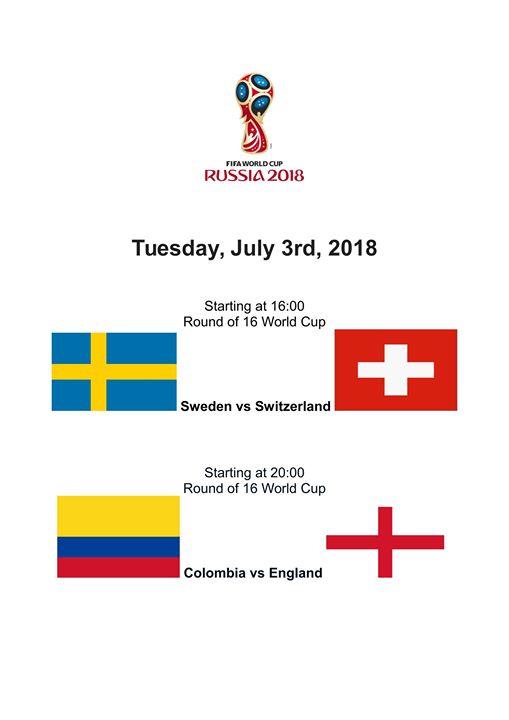 FIFA WORLD CUP
RUSSIA 2018
Tuesday, July 3rd, 2018
Starting at 16:00
Round of 16 World Cup
Sweden vs Switzerland
Starting at 20:00
Round of 16 World Cup
Colombia vs England